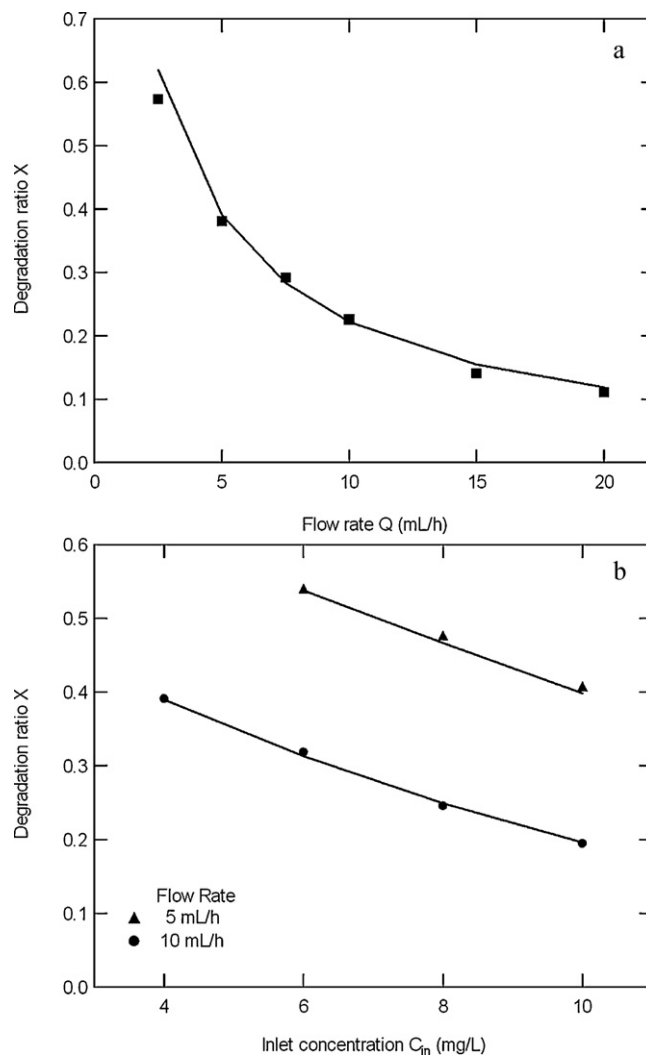 a
0.7
0.6
0.5
0.4
0.3
0.2
0.1
0.0
Degradation ratio X
0 5 10 15 20
Flow rate Q (mL/h)
b
0.6
0.5
0.4
0.3
0.2
0.1
0.0
Degradation ratio X
Flow Rate
5 mL/h
10 mL/h
4 6 8 10
Inlet concentration Cin (mg/L)